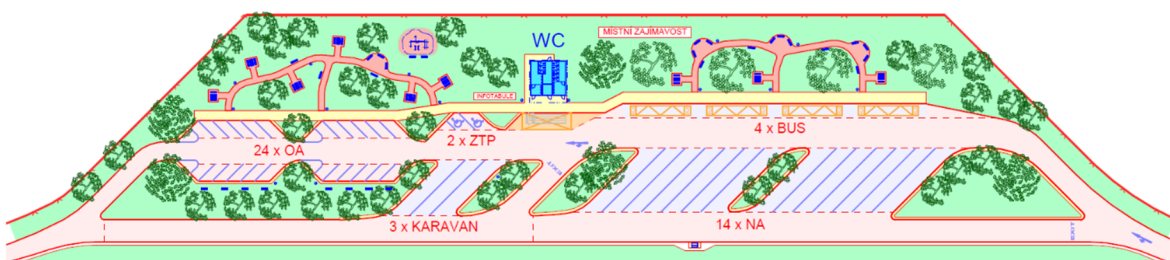 WC
MÍSTNÍ ZAJÍMAVOST
INFOTABULE
4 x BUS
2 x ZTP
24 x OA
3 x KARAVAN
14 x NA